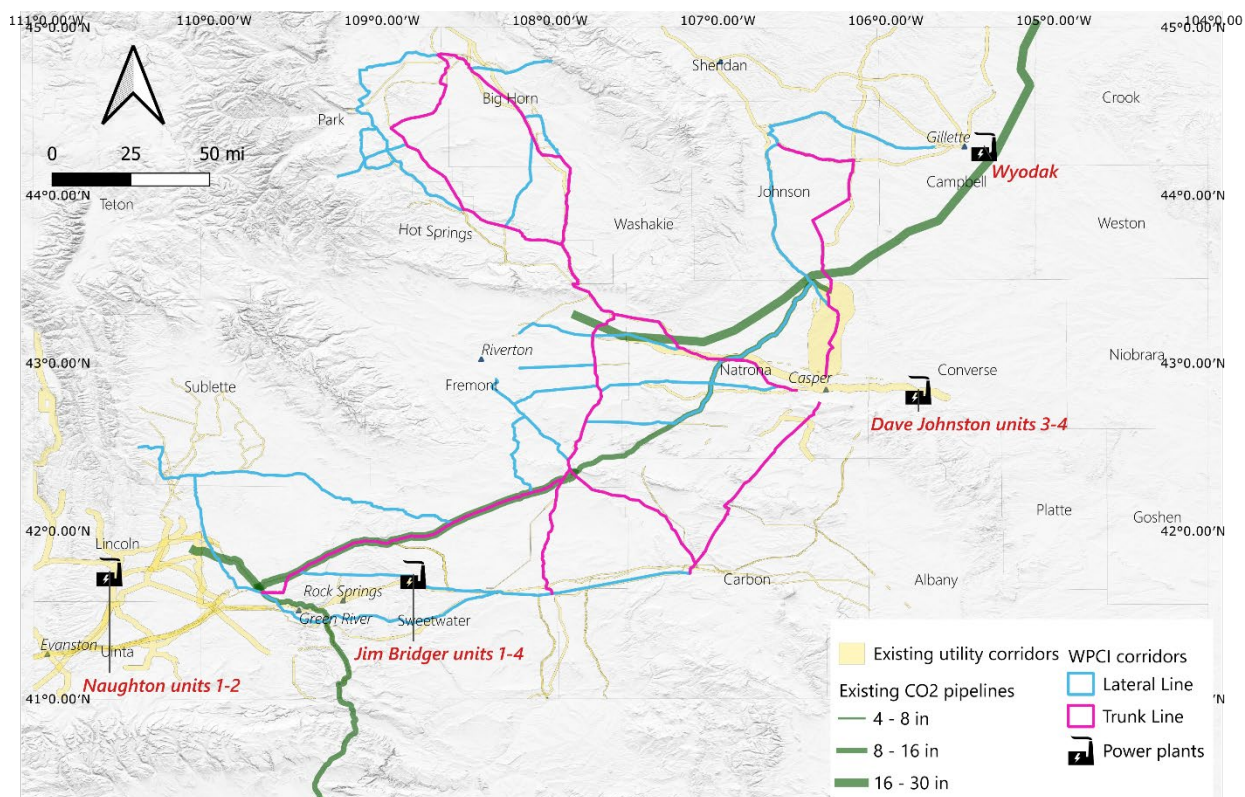 111°0.00'W 110°0.00'W 109°0.00'W 108°0.00'W 107°0.00'W 106°0.00'W 105°0.00'W 104°0.00
45°0.00'N 45°0.00'N
Sheridan
Big Horn
Crook
Park
Gillette
0 25 50 mi
Wyodak
Johnson
Campbell
44°0.00'N 44°0.00'N
Teton
Washakie
Weston
Hot Springs
43°0.00'N 43°0.00'N
Riverton
Niobrara
Natrona
Converse
Sublette
Fremont
Casper
Dave Johnston units 3-4
42°0.00'N 42°0.00'N
Platte
Goshen
Lincoln
Carbon
Albany
Rock Springs
Green River
Sweetwater
Evanston
Uinta
Jim Bridger units 1-4
Naughton units 1-2
41°0.00'N
Existing utility corridors
Existing CO2 pipelines
4 - 8 in
8 - 16 in
16 - 30 in
WPCI corridors
Lateral Line
Trunk Line
Power plants